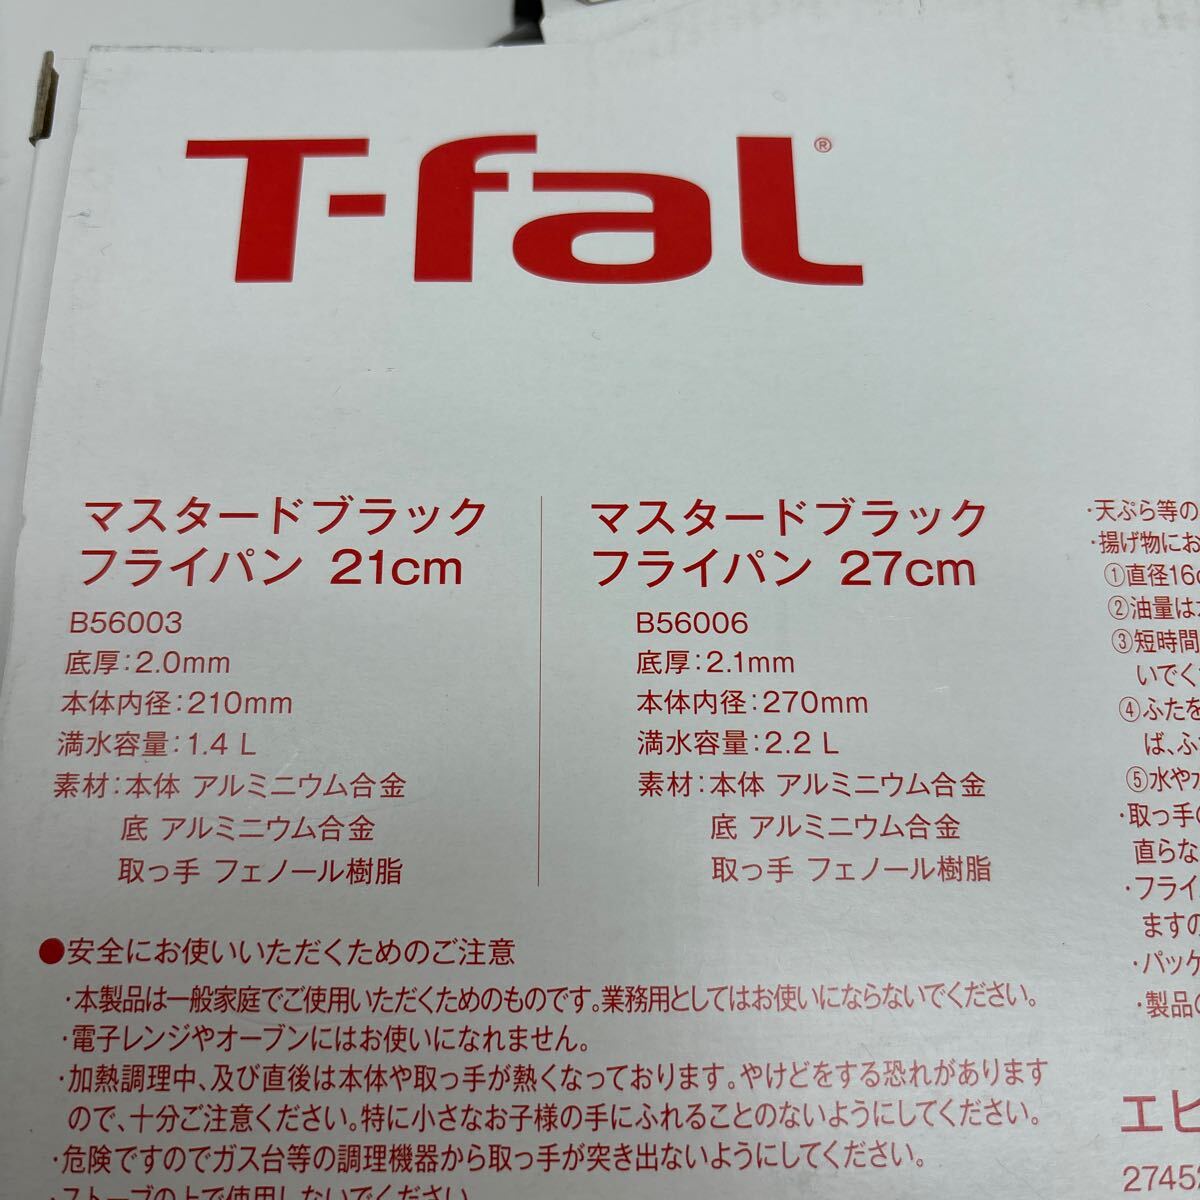 T-fal®
マスタードブラック
フライパン 21cm
B56003
底厚:2.0mm
本体内径:210mm
満水容量:1.4 L
素材:本体 アルミニウム合金
底 アルミニウム合金
取っ手 フェノール樹脂
マスタードブラック
フライパン 27cm
B56006
底厚:2.1mm
本体内径:270mm
満水容量:2.2 L
素材:本体 アルミニウム合金
底 アルミニウム合金
取っ手 フェノール樹脂
●安全にお使いいただくためのご注意
・本製品は一般家庭でご使用いただくためのものです。業務用としてはお使いにならないでください。
・電子レンジやオーブンにはお使いになれません。
・加熱調理中、及び直後は本体や取っ手が熱くなっております。やけどをする恐れがあります
ので、十分ご注意ください。特に小さなお子様の手にふれることのないようにしてください。
・危険ですのでガス台等の調理機器から取っ手が突き出ないようにしてください。
・ストーブの上で使用しないでください
・天ぷら等の
・揚げ物にお
①直径16c
②油量は
③短時間
いでく
④ふたを
ば、ふ
⑤水や
・取っ手の
直らな
・フライ
ますの
・パッケ
・製品の
エピ
2745